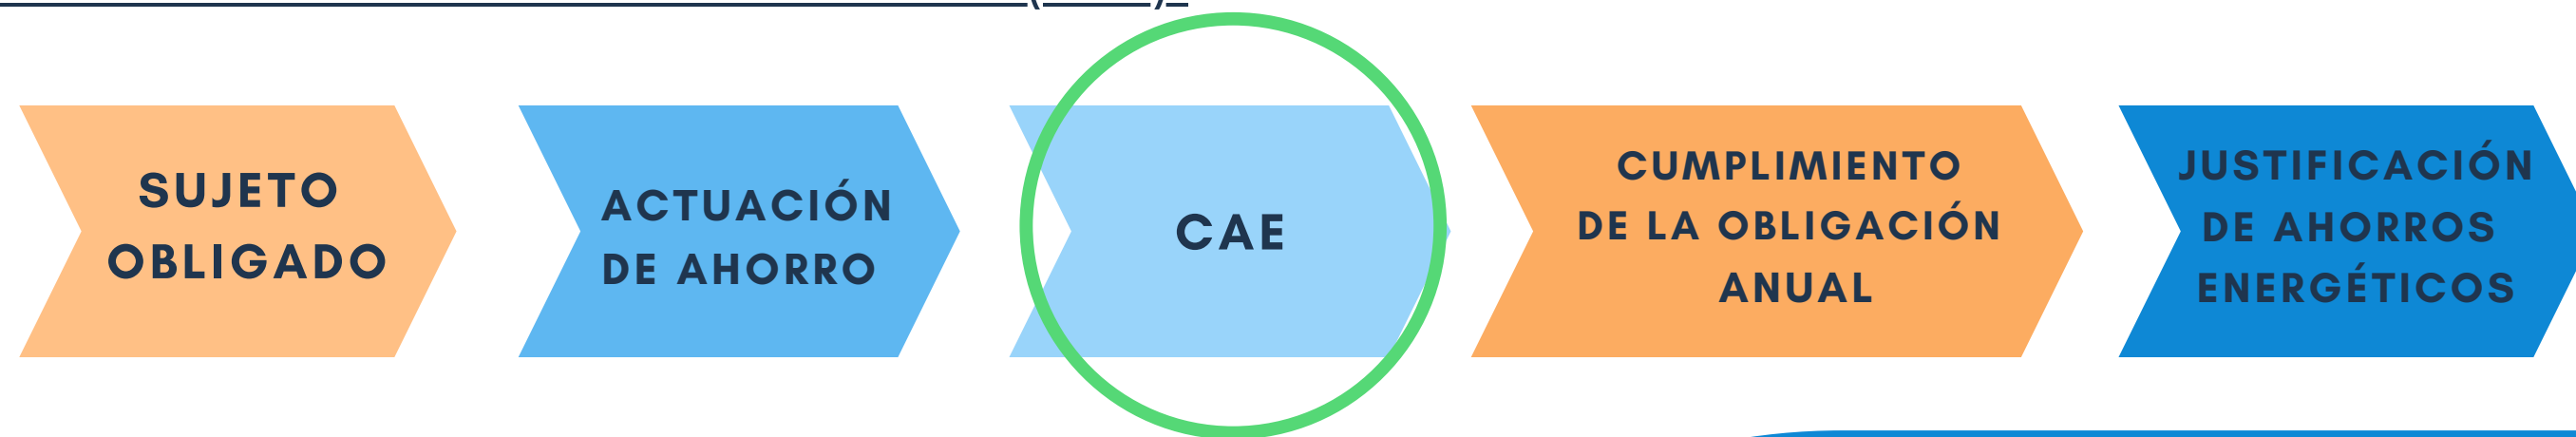 SUJETO
OBLIGADO
ACTUACIÓN
DE AHORRO
CAE
CUMPLIMIENTO
DE LA OBLIGACIÓN
ANUAL
JUSTIFICACIÓN
DE AHORROS
ENERGÉTICOS